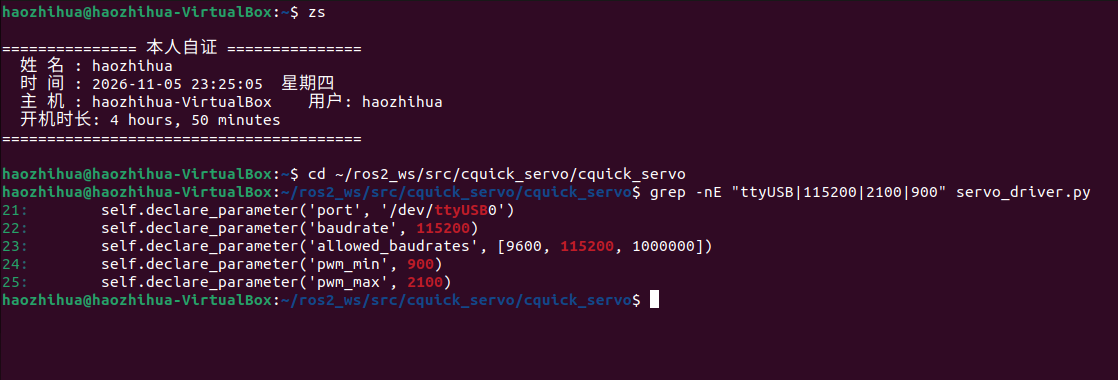 haozhihua@haozhihua-VirtualBox:~$ zs
=============== 本人自证 ===============
姓 名 : haozhihua
时 间 : 2026-11-05 23:25:05 星期四
主 机 : haozhihua-VirtualBox 用户: haozhihua
开机时长: 4 hours, 50 minutes
========================================
haozhihua@haozhihua-VirtualBox:~$ cd ~/ros2_ws/src/cquick_servo/cquick_servo
haozhihua@haozhihua-VirtualBox:~/ros2_ws/src/cquick_servo/cquick_servo$ grep -nE "ttyUSB|115200|2100|900" servo_driver.py
21:        self.declare_parameter('port', '/dev/ttyUSB0')
22:        self.declare_parameter('baudrate', 115200)
23:        self.declare_parameter('allowed_baudrates', [9600, 115200, 1000000])
24:        self.declare_parameter('pwm_min', 900)
25:        self.declare_parameter('pwm_max', 2100)
haozhihua@haozhihua-VirtualBox:~/ros2_ws/src/cquick_servo/cquick_servo$